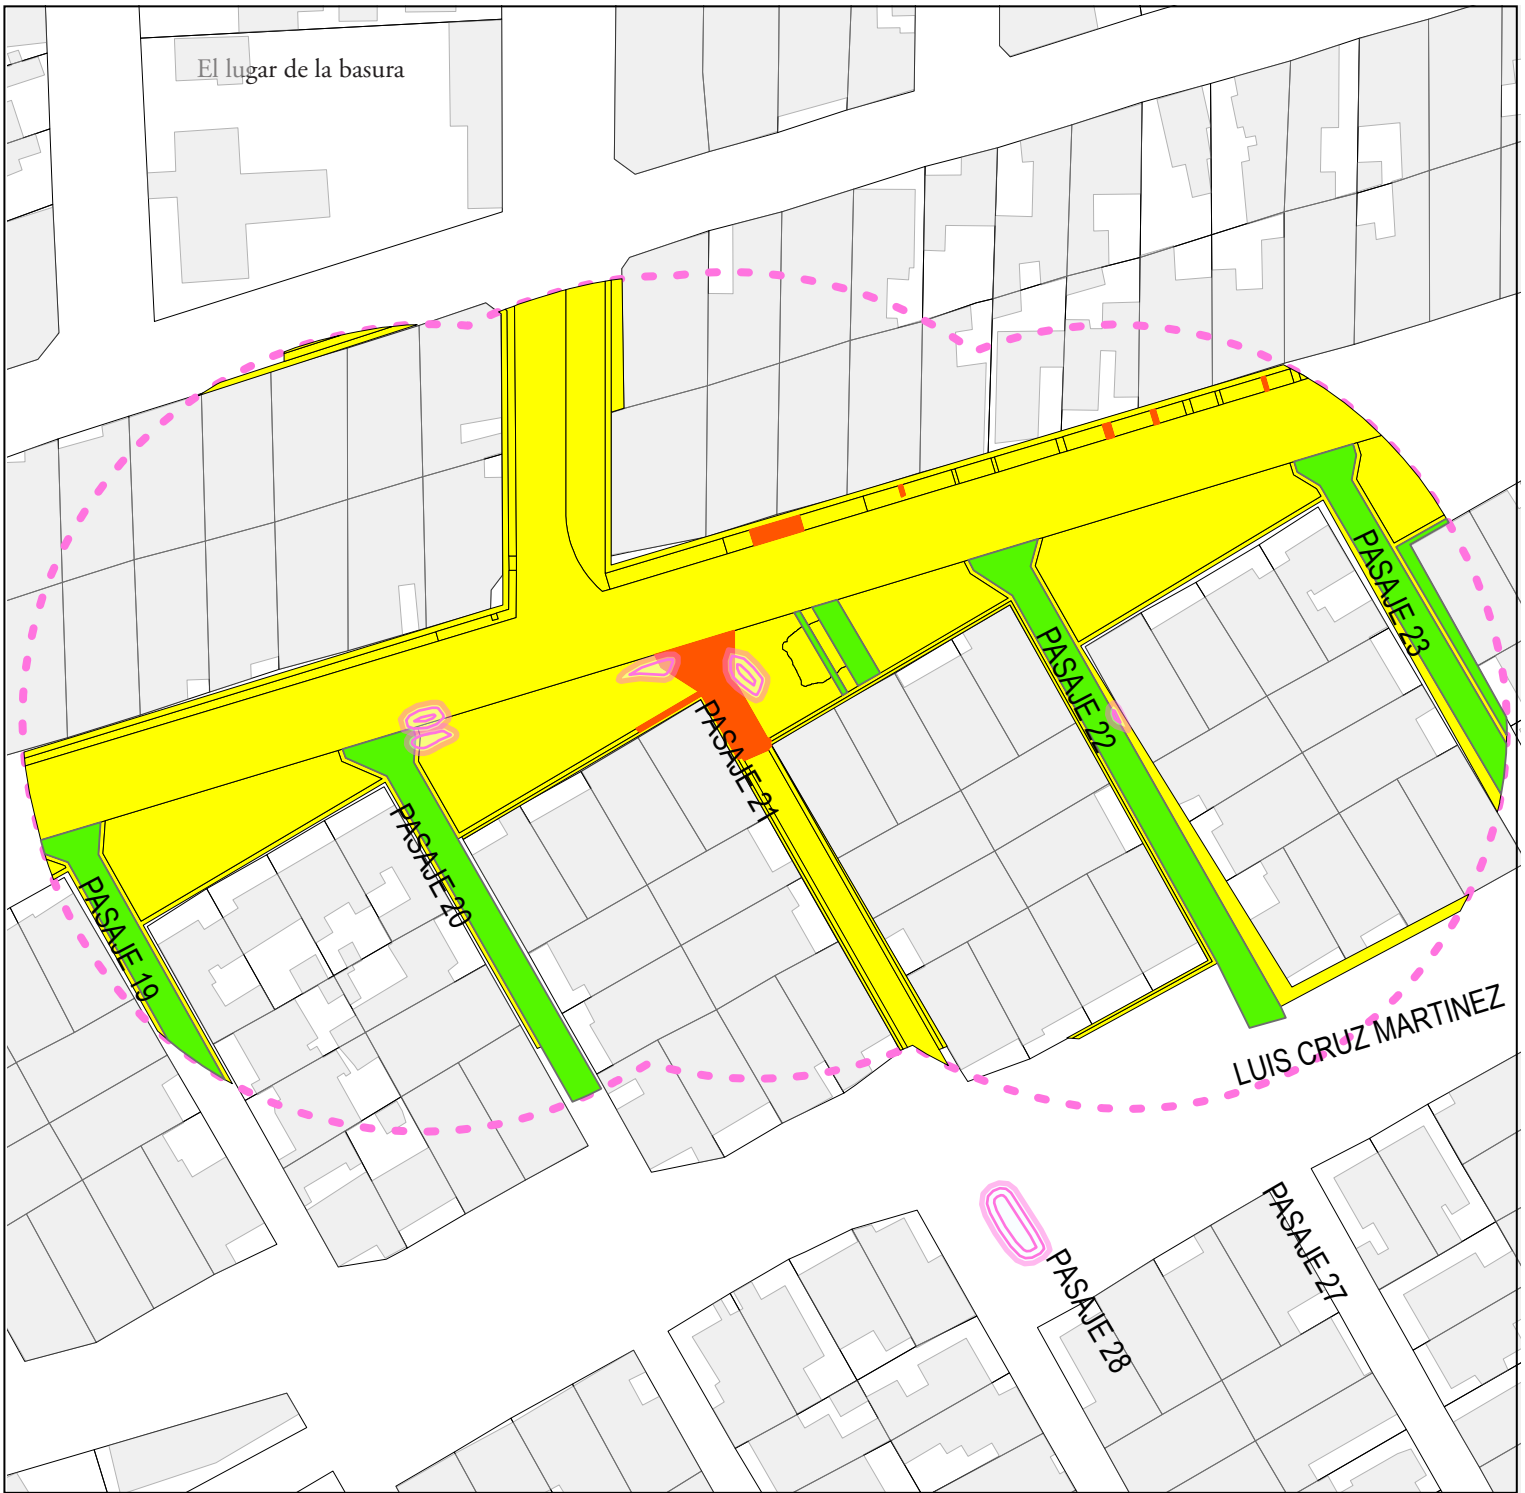 El lugar de la basura
PASAJE 23
PASAJE 22
PASAJE 21
PASAJE 20
PASAJE 19
LUIS CRUZ MARTINEZ
PASAJE 27
PASAJE 28